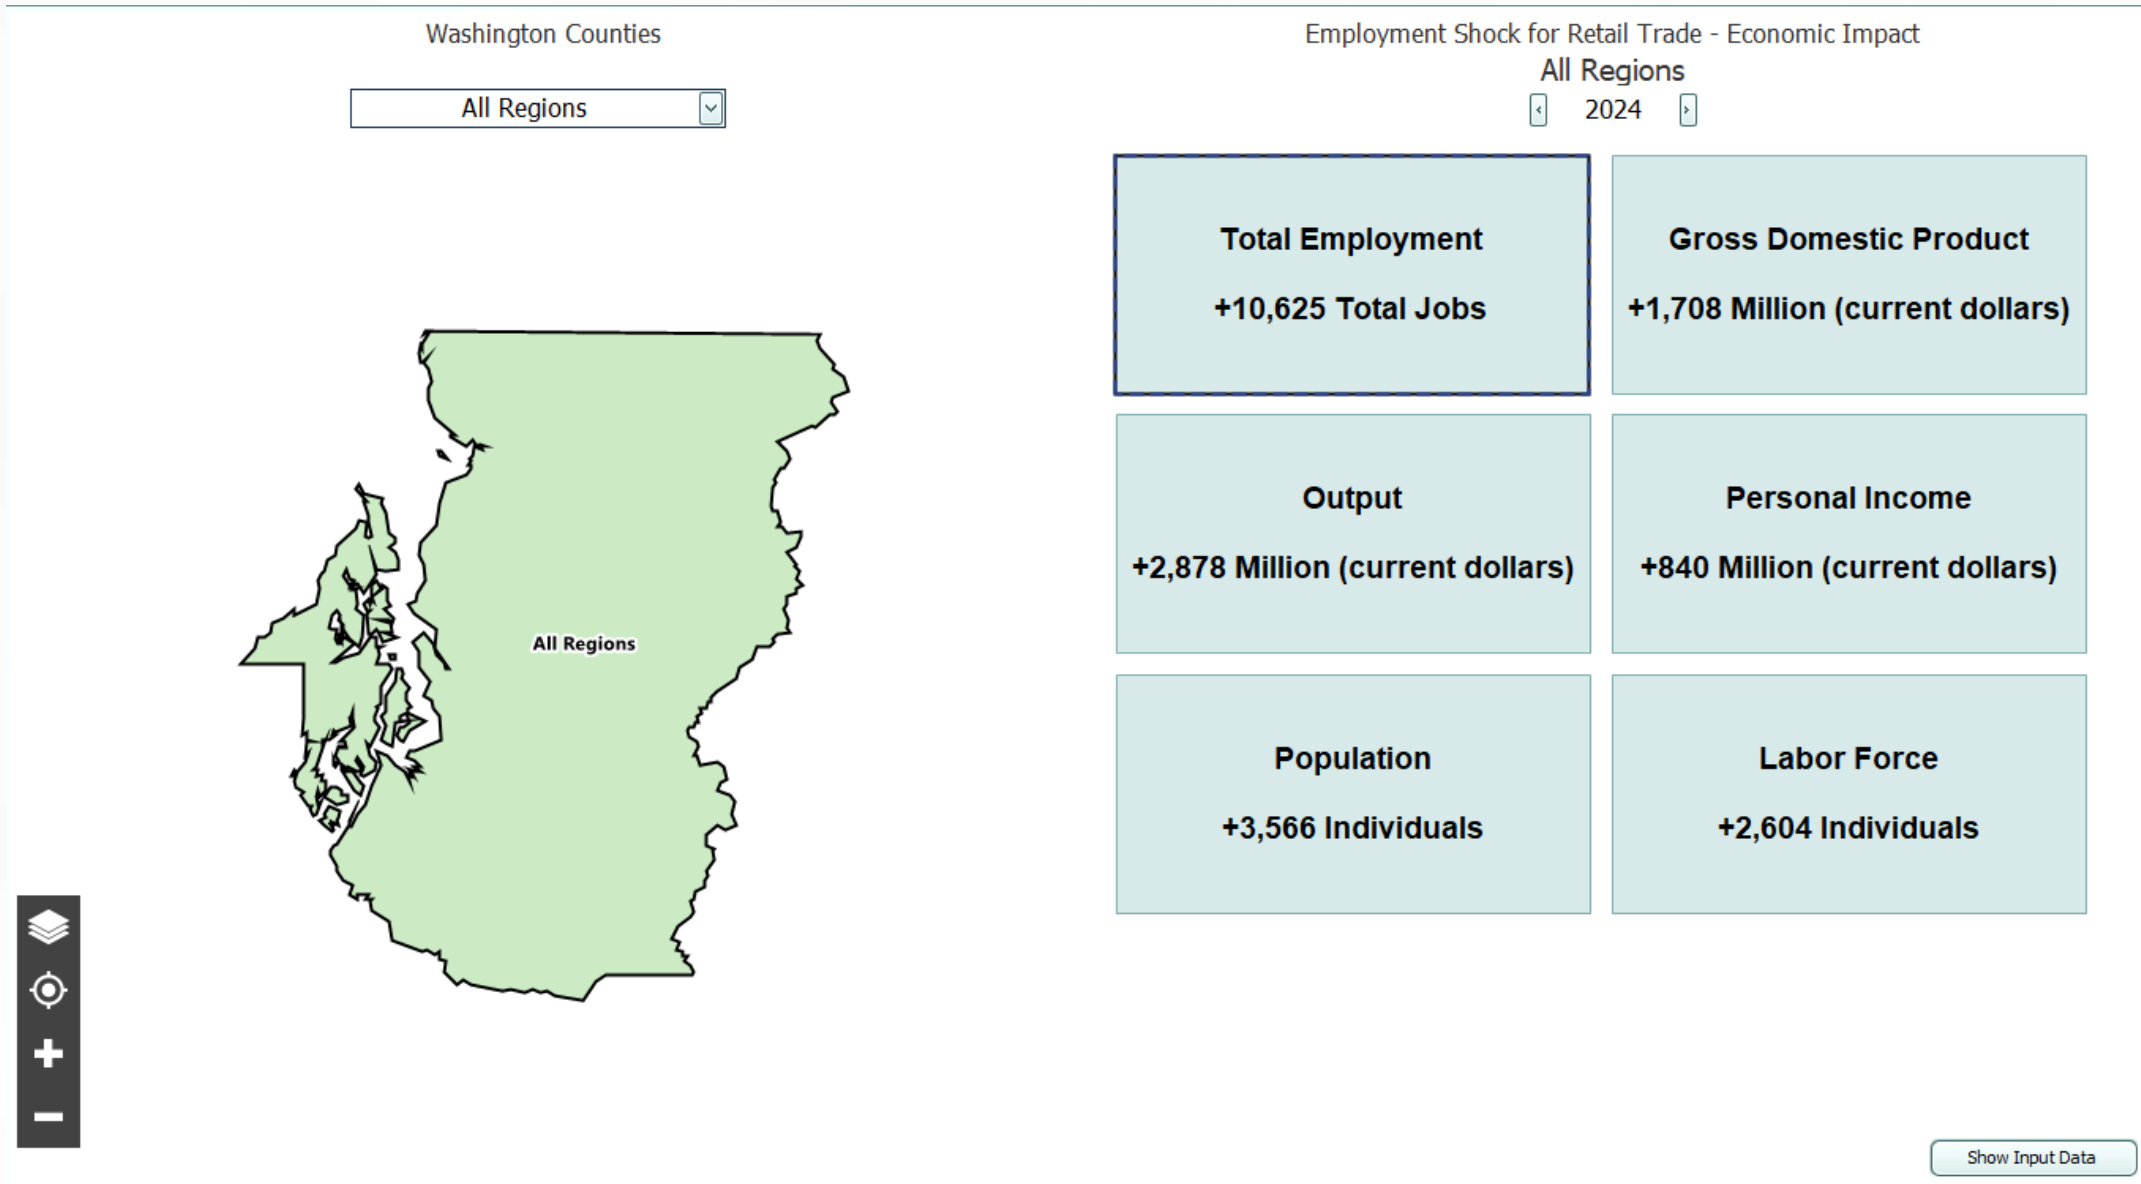 Washington Counties
All Regions
All Regions
Employment Shock for Retail Trade - Economic Impact
All Regions
2024
Total Employment
+10,625 Total Jobs
Gross Domestic Product
+1,708 Million (current dollars)
Output
+2,878 Million (current dollars)
Personal Income
+840 Million (current dollars)
Population
+3,566 Individuals
Labor Force
+2,604 Individuals
Show Input Data